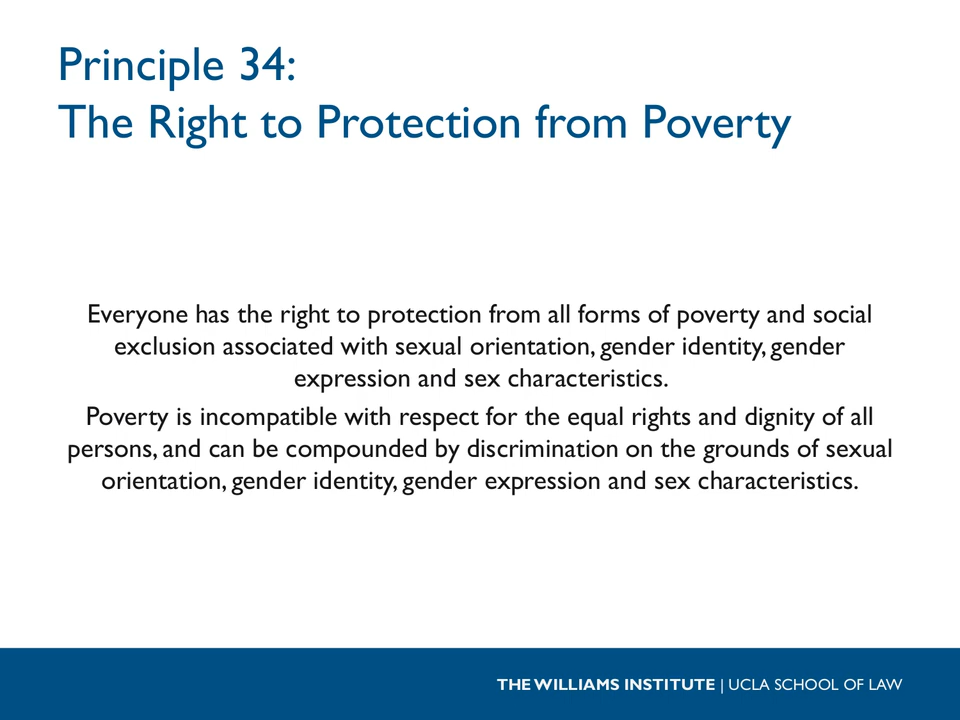 Principle 34:
The Right to Protection from Poverty
Everyone has the right to protection from all forms of poverty and social
exclusion associated with sexual orientation, gender identity, gender
expression and sex characteristics.
Poverty is incompatible with respect for the equal rights and dignity of all
persons, and can be compounded by discrimination on the grounds of sexual
orientation, gender identity, gender expression and sex characteristics.
THE WILLIAMS INSTITUTE | UCLA SCHOOL OF LAW